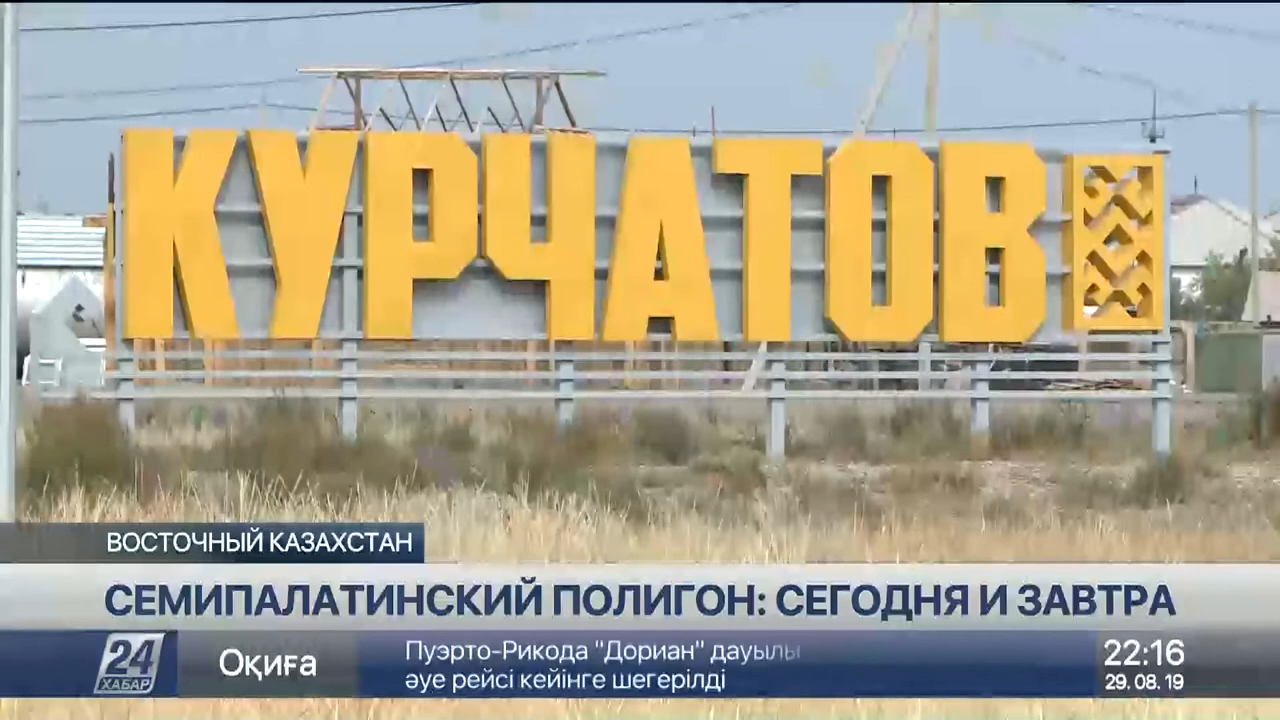 КУРЧАТОВ
ВОСТОЧНЫЙ КАЗАХСТАН
СЕМИПАЛАТИНСКИЙ ПОЛИГОН: СЕГОДНЯ И ЗАВТРА
24
ХАБАР
Оқиға
Пуэрто-Рикода "Дориан" дауылы
әуе рейсі кейінге шегерілді
22:16
29. 08. 19